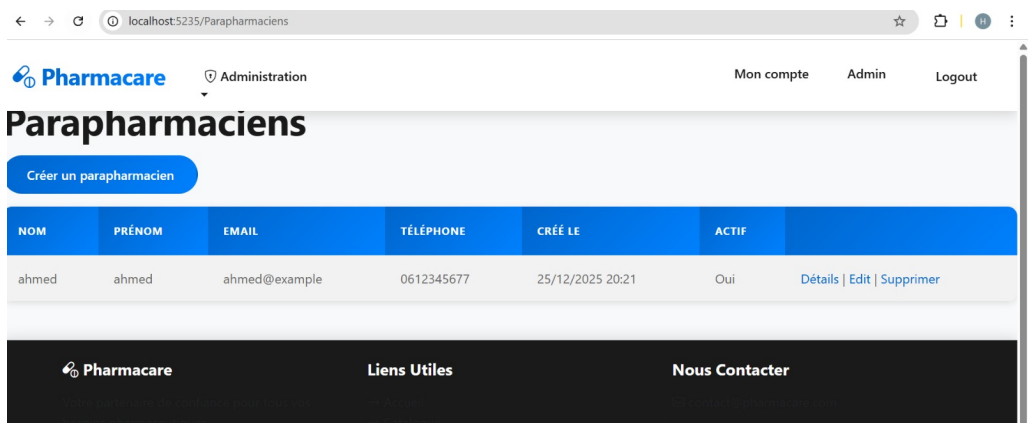 localhost:5235/Parapharmaciens
H
Pharmacare
Administration
Mon compte
Admin
Logout
Parapharmaciens
Créer un parapharmacien
NOM PRÉNOM EMAIL TÉLÉPHONE CRÉÉ LE ACTIF
ahmed ahmed ahmed@example 0612345677 25/12/2025 20:21 Oui Détails | Edit | Supprimer
Pharmacare Liens Utiles Nous Contacter